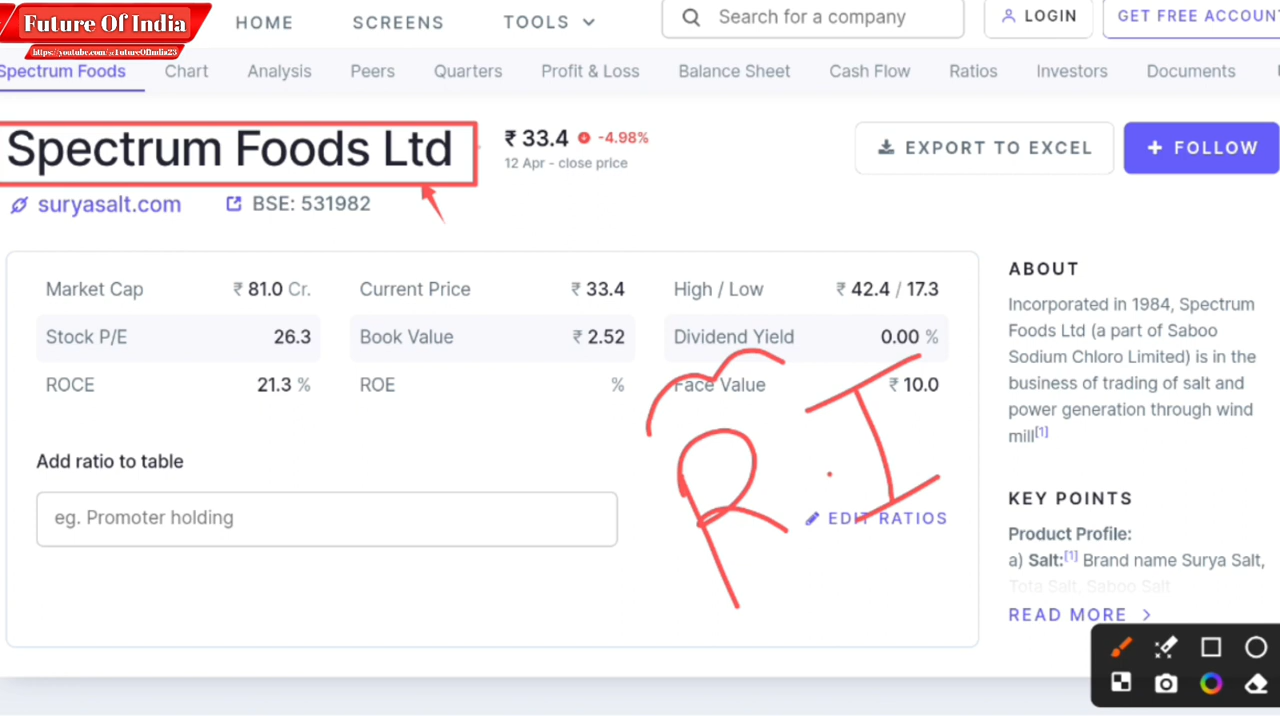 Future Of India
https://youtube.com/@FutureOfIndia23
HOME SCREENS TOOLS Search for a company LOGIN GET FREE ACCOUNT
Spectrum Foods Chart Analysis Peers Quarters Profit & Loss Balance Sheet Cash Flow Ratios Investors Documents
Spectrum Foods Ltd
₹ 33.4 -4.98%
12 Apr - close price
EXPORT TO EXCEL
+ FOLLOW
suryasalt.com BSE: 531982
Market Cap ₹ 81.0 Cr. Current Price ₹ 33.4 High / Low ₹ 42.4 / 17.3
Stock P/E 26.3 Book Value ₹ 2.52 Dividend Yield 0.00 %
ROCE 21.3 % ROE % Face Value ₹ 10.0
Add ratio to table
eg. Promoter holding
R.I
EDIT RATIOS
ABOUT
Incorporated in 1984, Spectrum
Foods Ltd (a part of Saboo
Sodium Chloro Limited) is in the
business of trading of salt and
power generation through wind
mill[1]
KEY POINTS
Product Profile:
a) Salt:[1] Brand name Surya Salt,
Tota Salt, Saboo Salt
READ MORE >